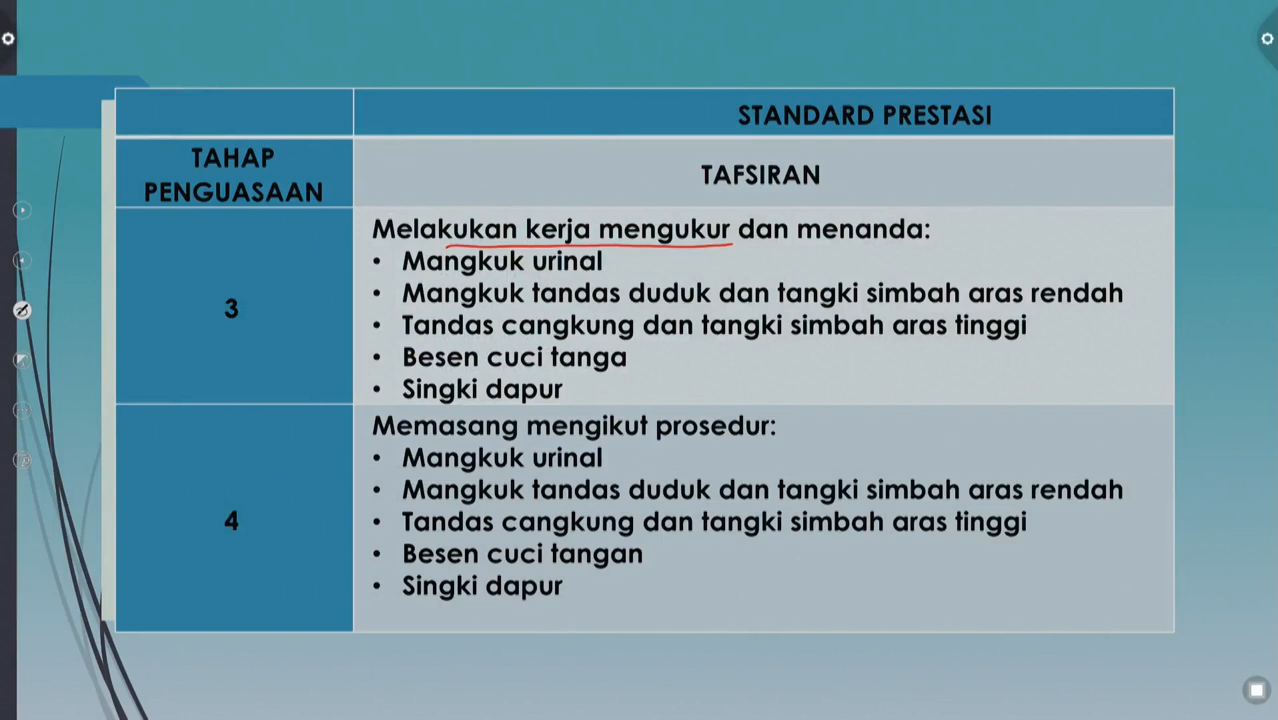 STANDARD PRESTASI
TAHAP
PENGUASAAN
TAFSIRAN
3
Melakukan kerja mengukur dan menanda:
• Mangkuk urinal
• Mangkuk tandas duduk dan tangki simbah aras rendah
• Tandas cangkung dan tangki simbah aras tinggi
• Besen cuci tanga
• Singki dapur
4
Memasang mengikut prosedur:
• Mangkuk urinal
• Mangkuk tandas duduk dan tangki simbah aras rendah
• Tandas cangkung dan tangki simbah aras tinggi
• Besen cuci tangan
• Singki dapur